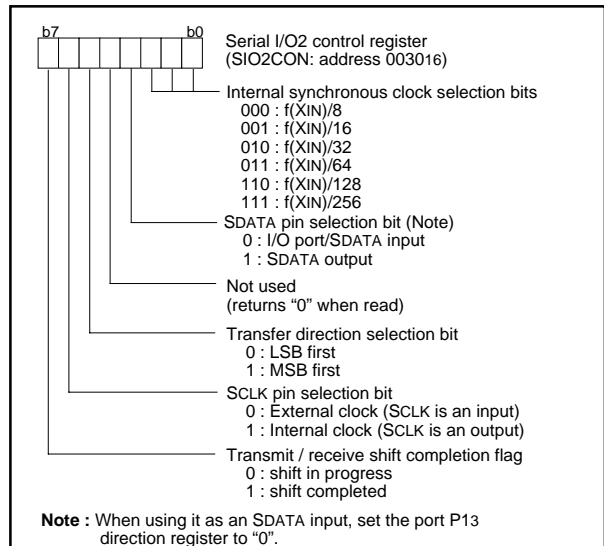 b7 b0
Serial I/O2 control register
(SIO2CON: address 003016)
Internal synchronous clock selection bits
000 : f(XIN)/8
001 : f(XIN)/16
010 : f(XIN)/32
011 : f(XIN)/64
110 : f(XIN)/128
111 : f(XIN)/256
SDATA pin selection bit (Note)
0 : I/O port/SDATA input
1 : SDATA output
Not used
(returns “0” when read)
Transfer direction selection bit
0 : LSB first
1 : MSB first
SCLK pin selection bit
0 : External clock (SCLK is an input)
1 : Internal clock (SCLK is an output)
Transmit / receive shift completion flag
0 : shift in progress
1 : shift completed
Note : When using it as an SDATA input, set the port P13
direction register to “0”.